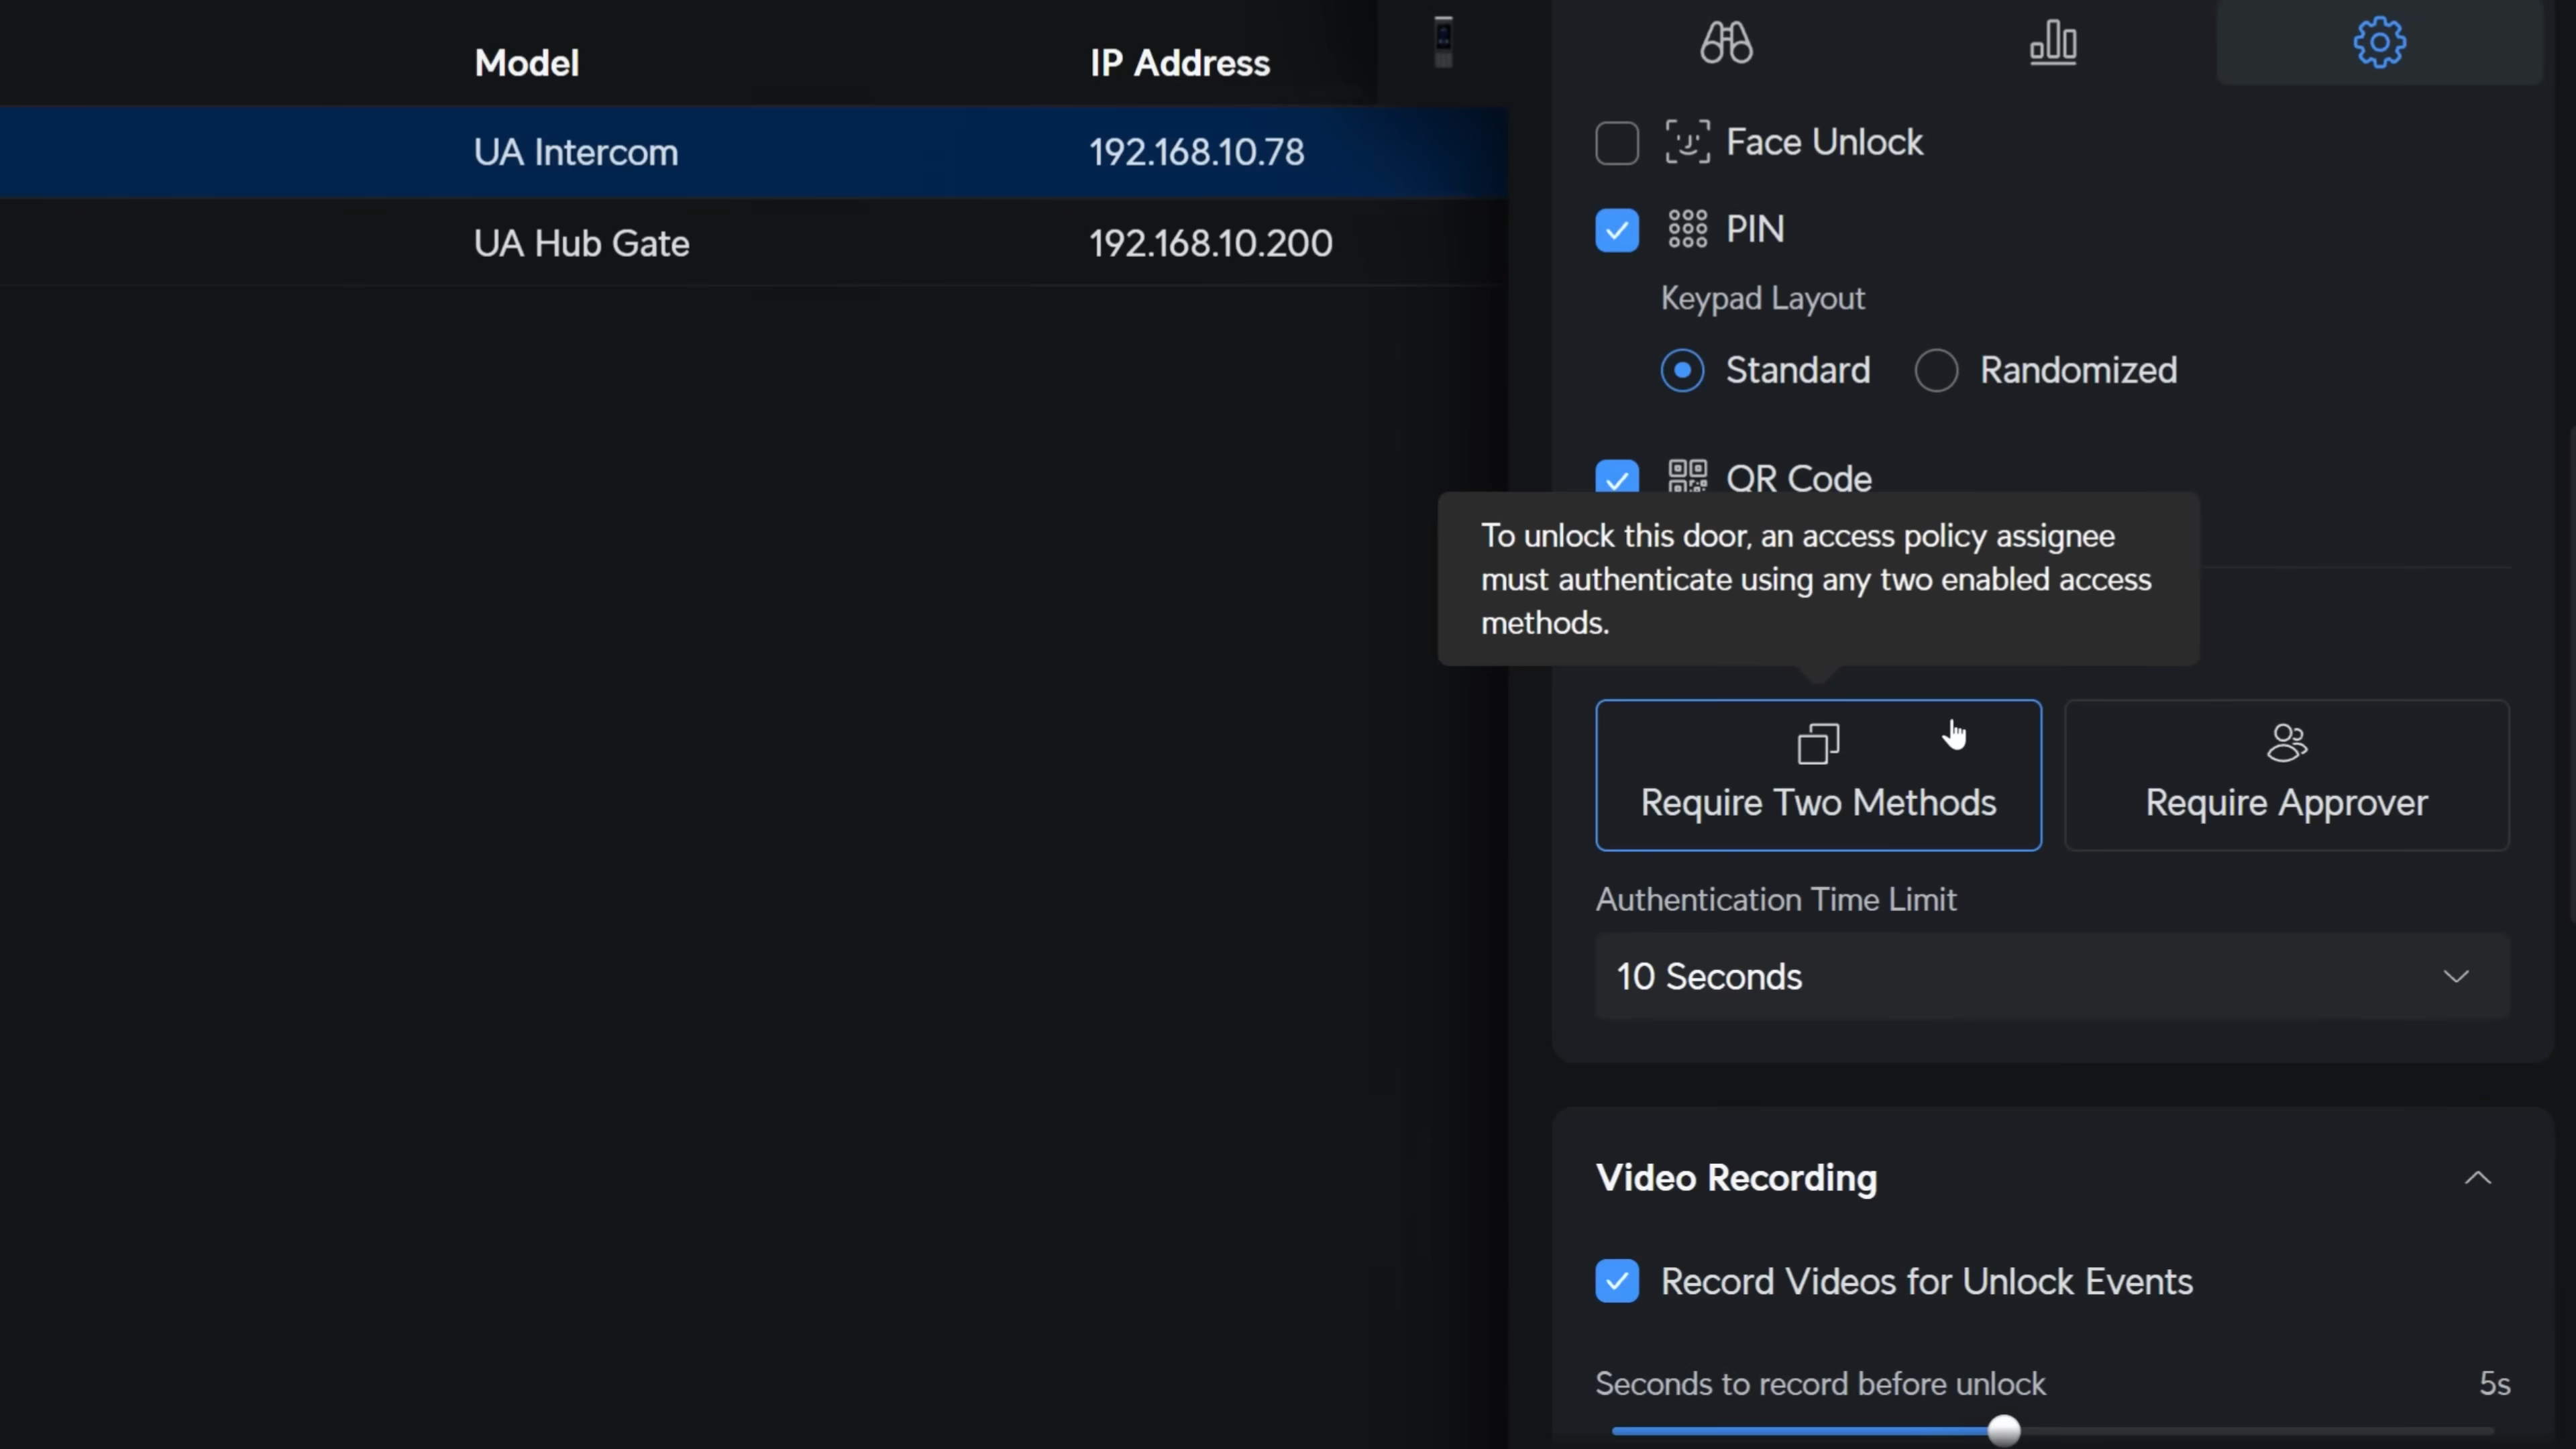 Model
IP Address
UA Intercom
192.168.10.78
UA Hub Gate
192.168.10.200
Face Unlock
PIN
Keypad Layout
Standard
Randomized
QR Code
To unlock this door, an access policy assignee
must authenticate using any two enabled access
methods.
Require Two Methods
Require Approver
Authentication Time Limit
10 Seconds
Video Recording
Record Videos for Unlock Events
Seconds to record before unlock
5s